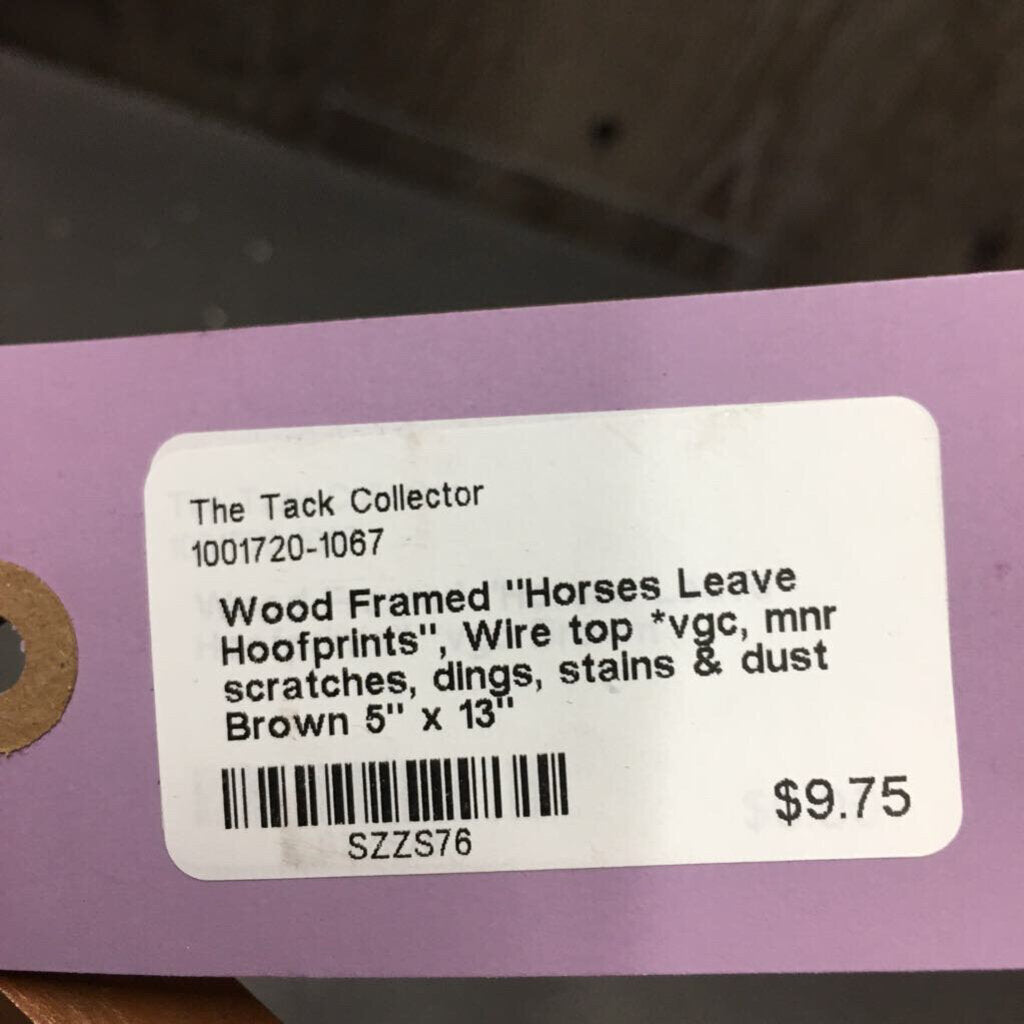 The Tack Collector
1001720-1067
Wood Framed "Horses Leave
Hoofprints", Wire top *vgc, mnr
scratches, dings, stains & dust
Brown 5" x 13"
SZZS76
$9.75